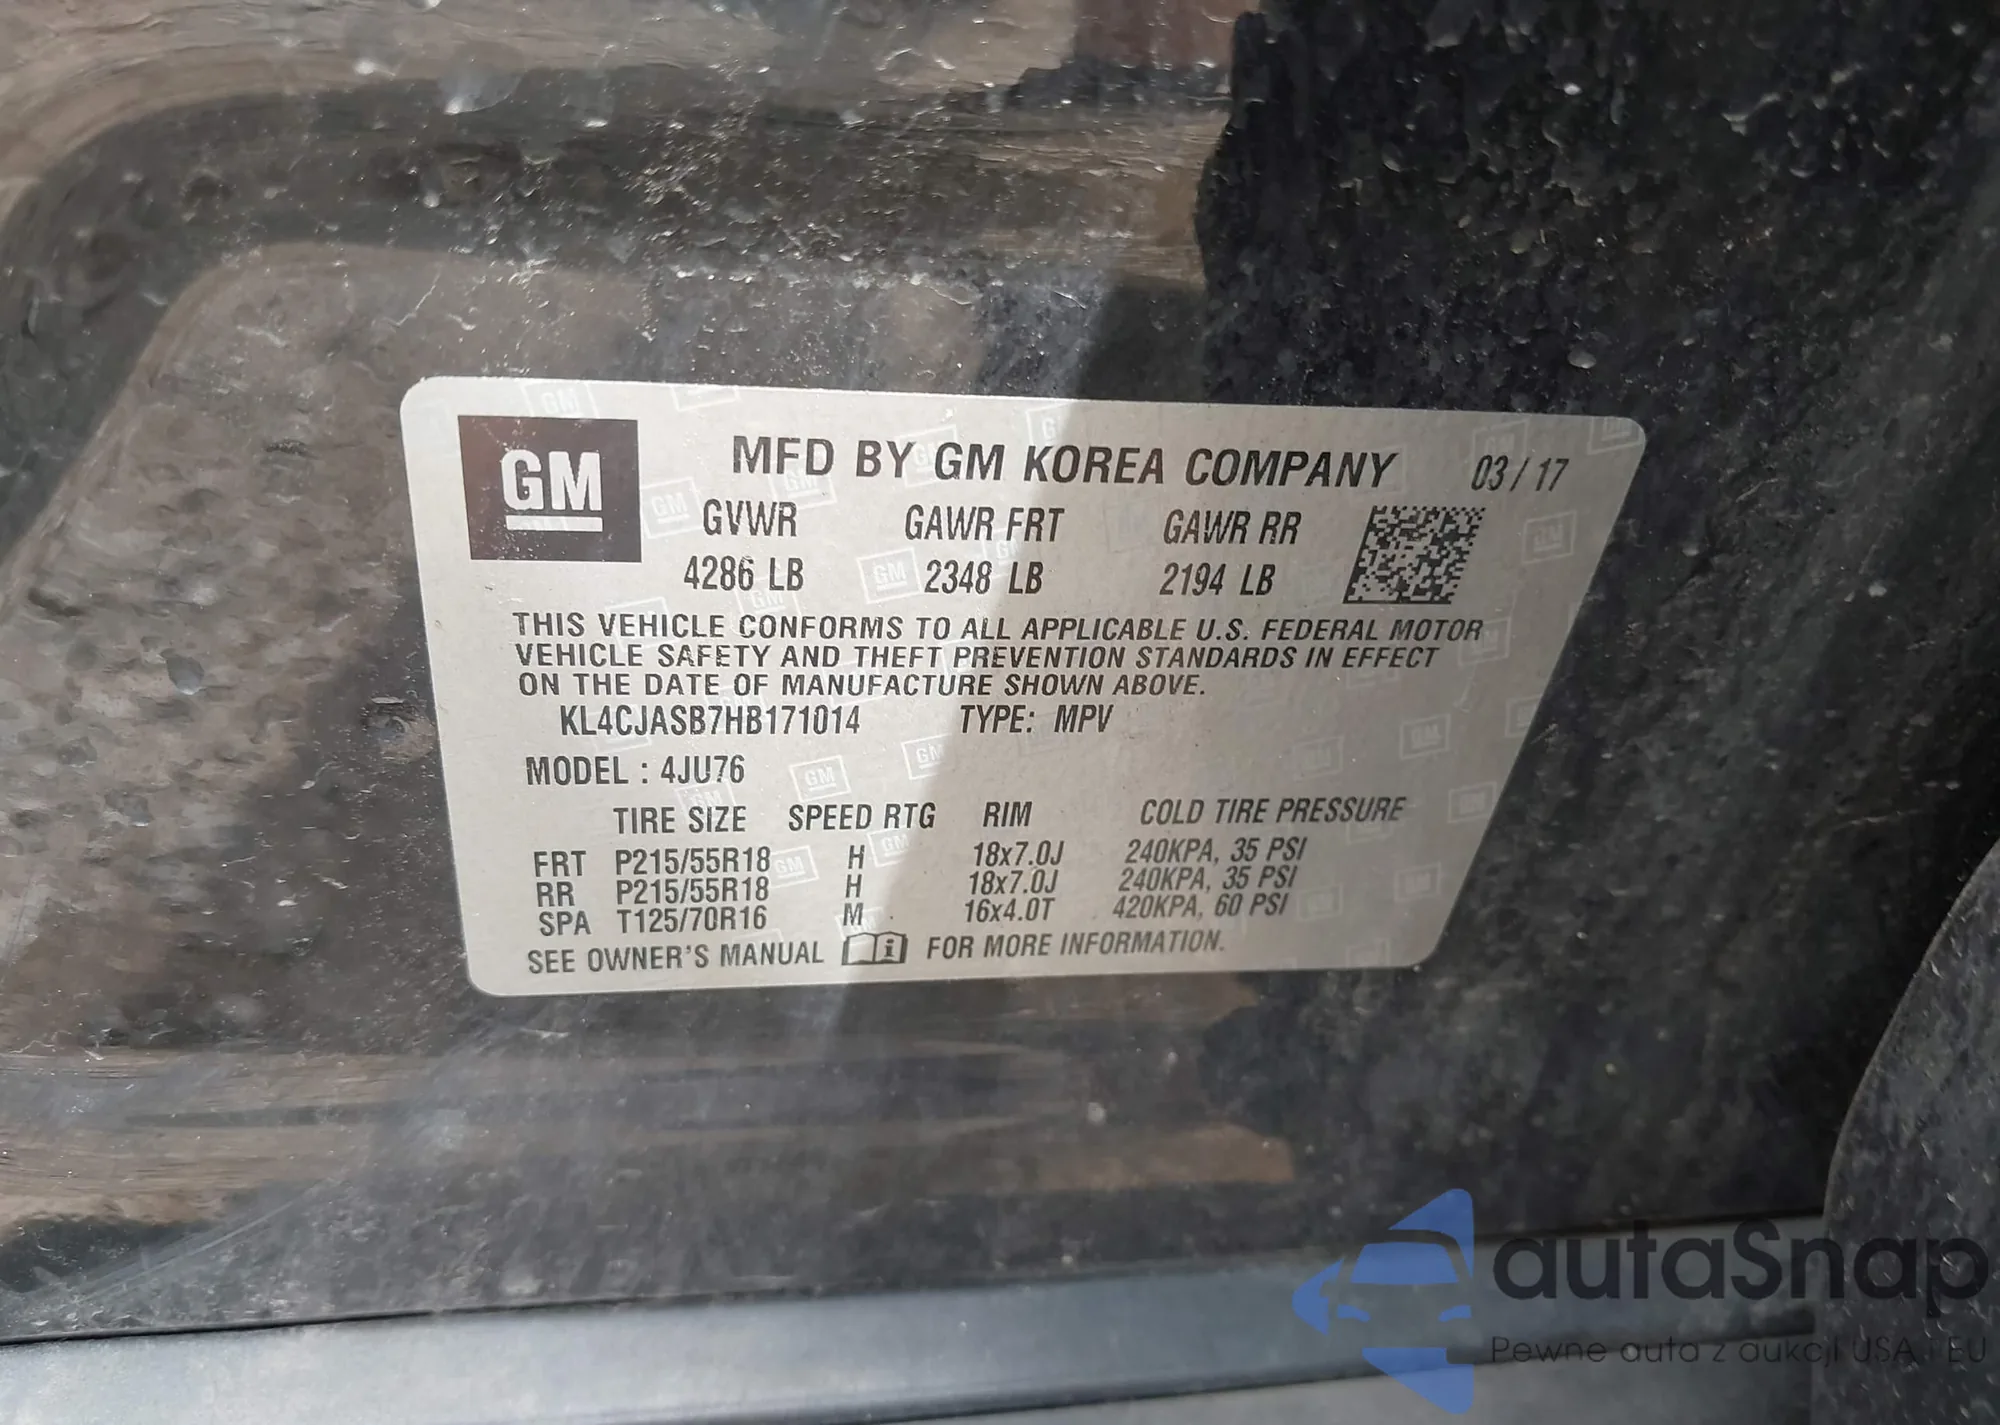 GM
MFD BY GM KOREA COMPANY 03/17
GVWR GAWR FRT GAWR RR
4286 LB 2348 LB 2194 LB
THIS VEHICLE CONFORMS TO ALL APPLICABLE U.S. FEDERAL MOTOR
VEHICLE SAFETY AND THEFT PREVENTION STANDARDS IN EFFECT
ON THE DATE OF MANUFACTURE SHOWN ABOVE.
KL4CJASB7HB171014 TYPE: MPV
MODEL : 4JU76
TIRE SIZE SPEED RTG RIM COLD TIRE PRESSURE
FRT P215/55R18 H 18x7.0J 240KPA, 35 PSI
RR P215/55R18 H 18x7.0J 240KPA, 35 PSI
SPA T125/70R16 M 16x4.0T 420KPA, 60 PSI
SEE OWNER'S MANUAL FOR MORE INFORMATION.
autaSnap
Pewne auta z aukcji USA i EU